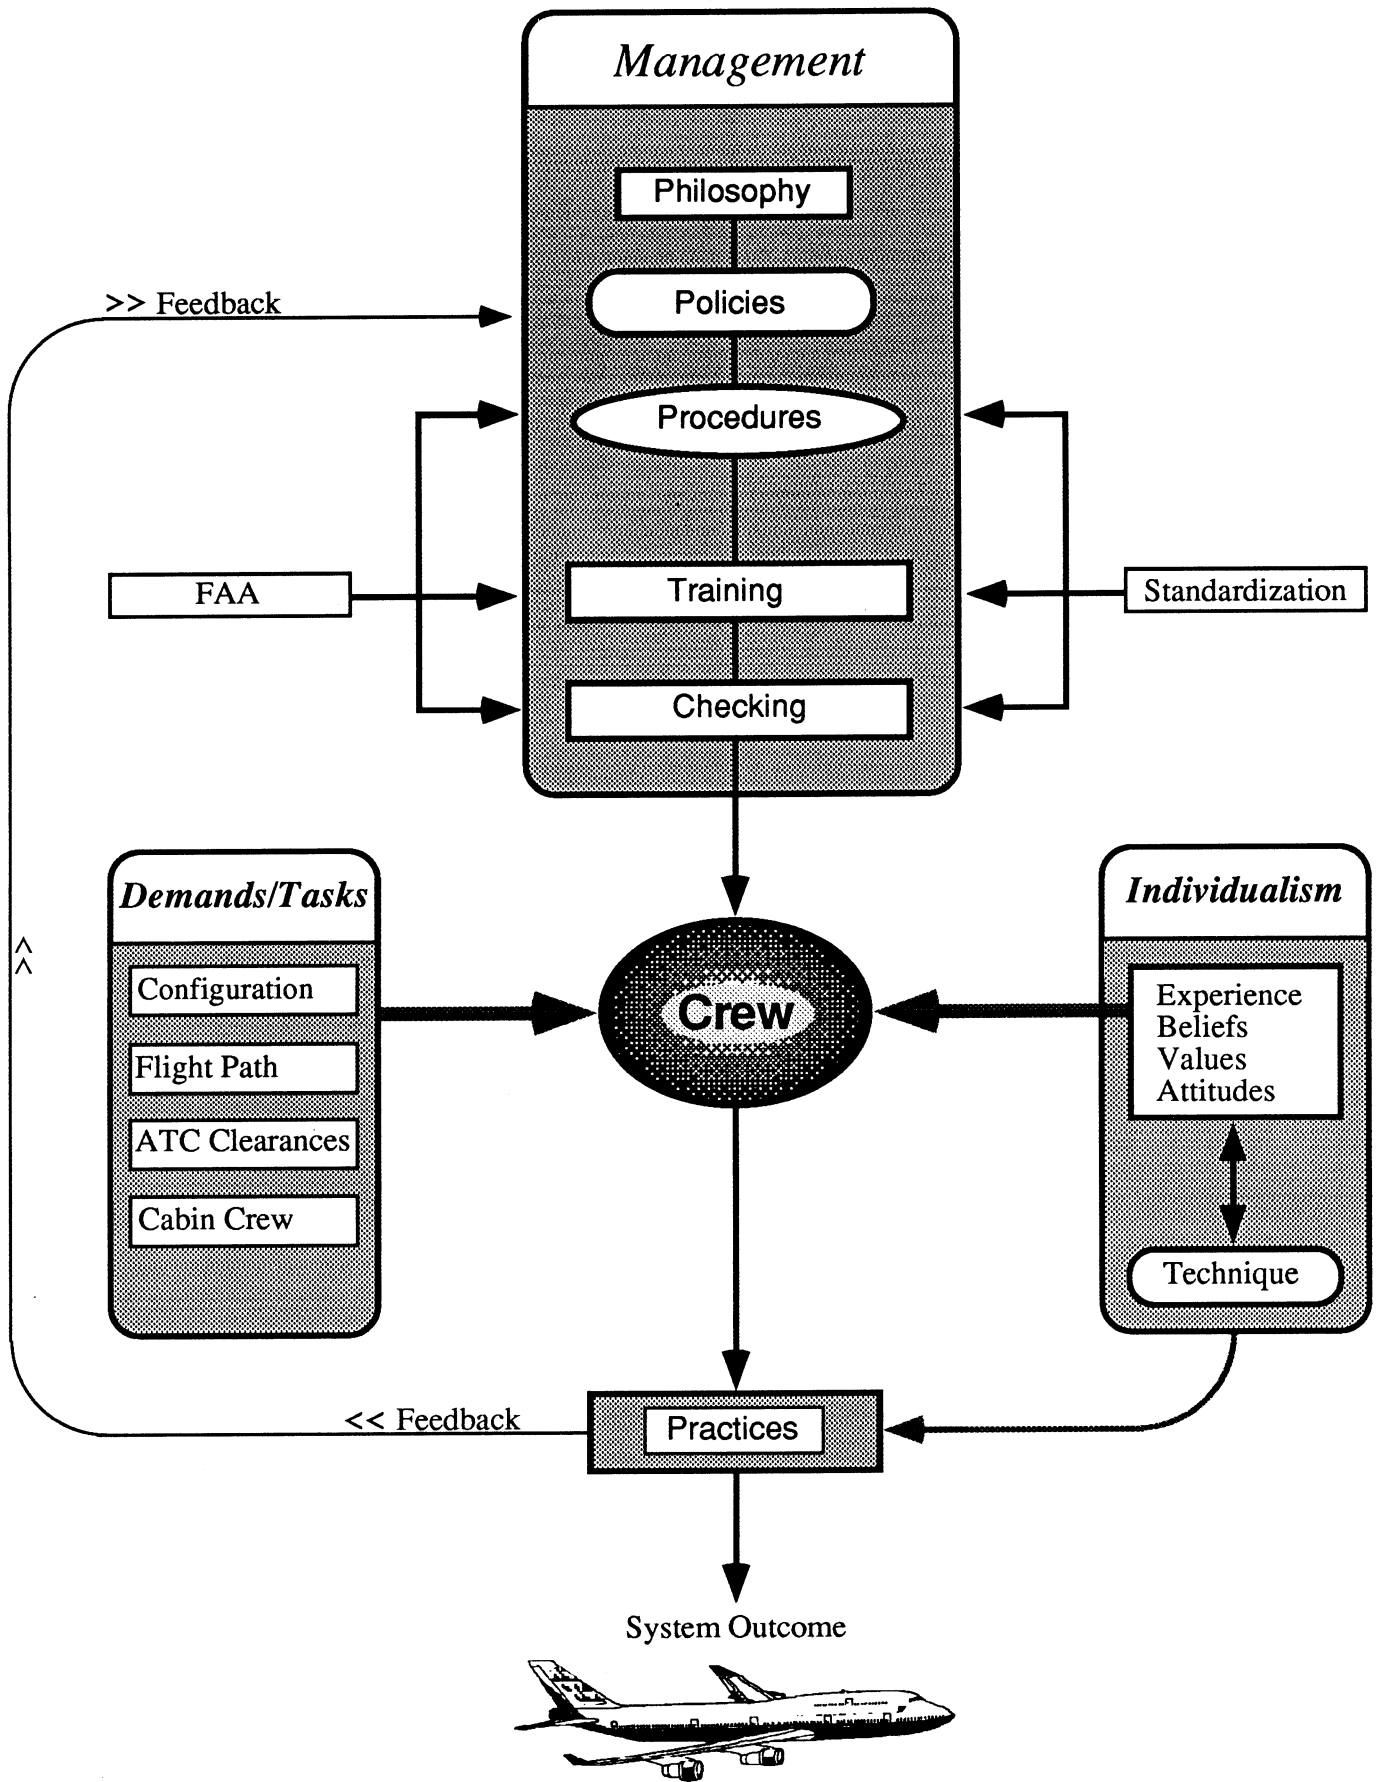 Management
Philosophy
>> Feedback
Policies
Procedures
FAA
Training
Standardization
Checking
Demands/Tasks
Configuration
Flight Path
ATC Clearances
Cabin Crew
Crew
Individualism
Experience
Beliefs
Values
Attitudes
Technique
<< Feedback
Practices
System Outcome